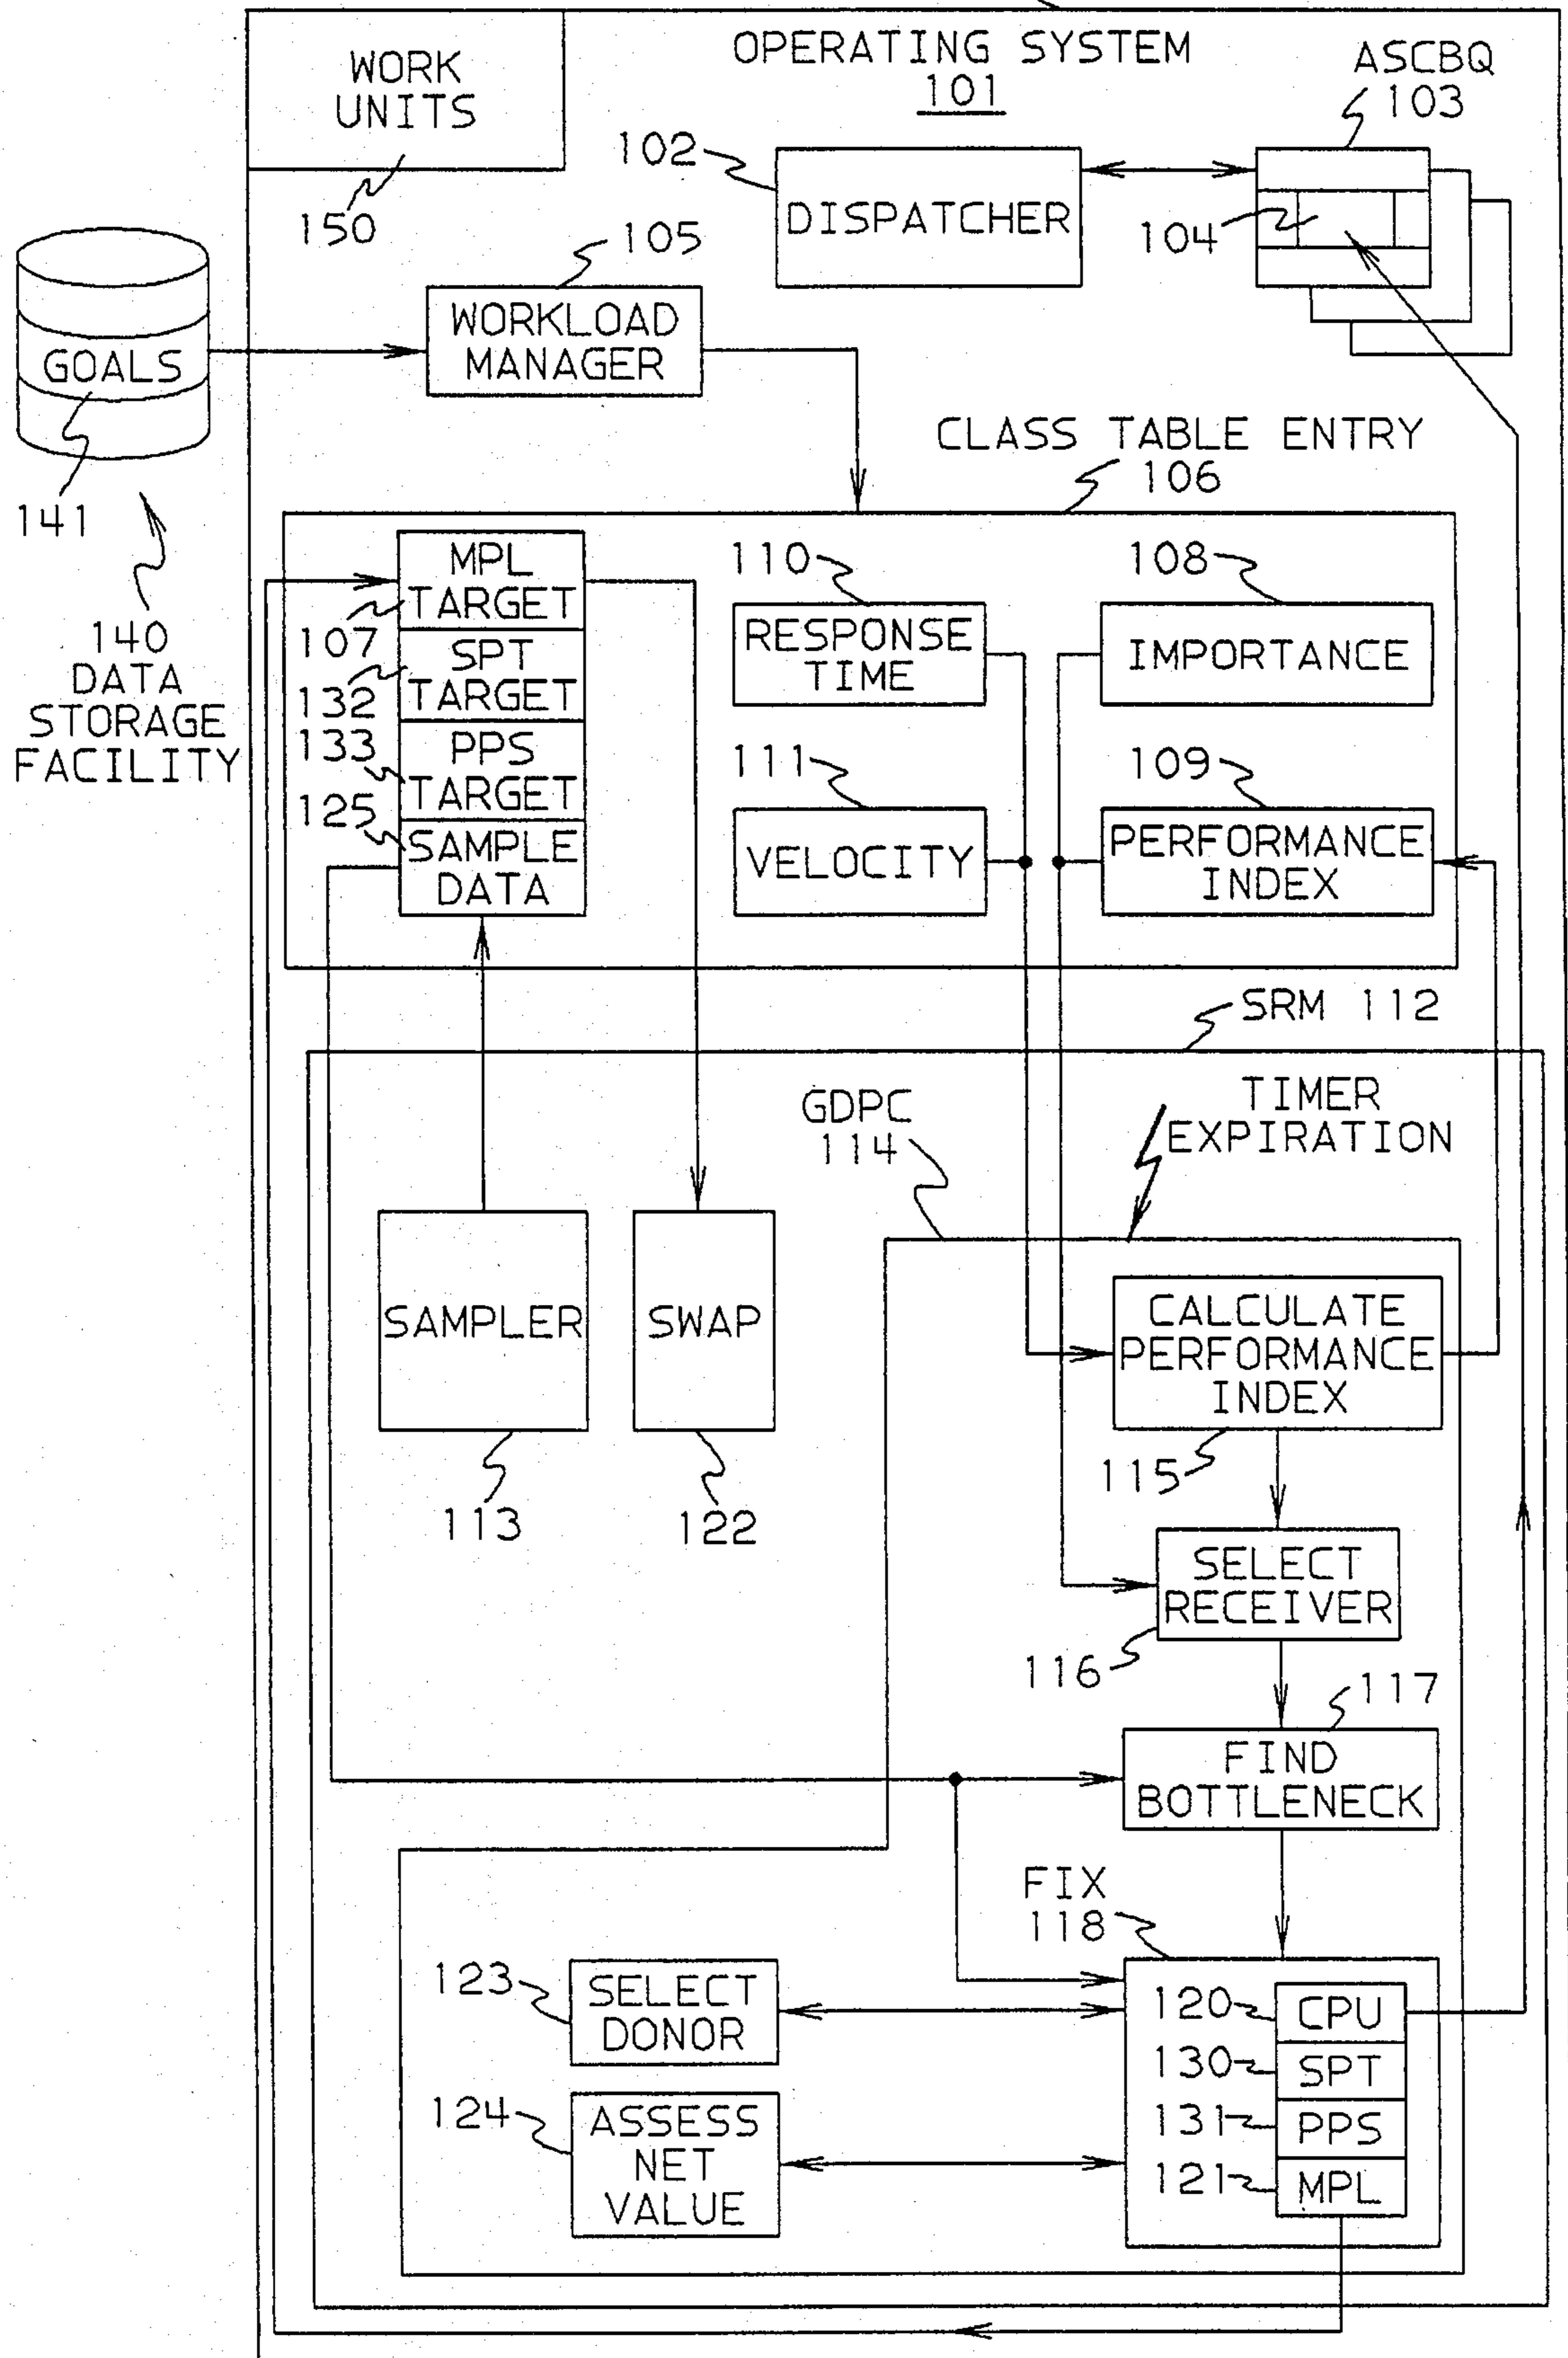 OPERATING SYSTEM
101
WORK
UNITS
150
ASCBQ
103
102
DISPATCHER
104
105
WORKLOAD
MANAGER
GOALS
141
140
DATA
STORAGE
FACILITY
CLASS TABLE ENTRY
106
MPL
TARGET
107
SPT
TARGET
132
PPS
TARGET
133
SAMPLE
DATA
125
110
RESPONSE
TIME
108
IMPORTANCE
111
VELOCITY
109
PERFORMANCE
INDEX
SRM 112
GDPC
114
TIMER
EXPIRATION
SAMPLER
113
SWAP
122
CALCULATE
PERFORMANCE
INDEX
115
SELECT
RECEIVER
116
117
FIND
BOTTLENECK
FIX
118
123
SELECT
DONOR
124
ASSESS
NET
VALUE
120 CPU
130 SPT
131 PPS
121 MPL